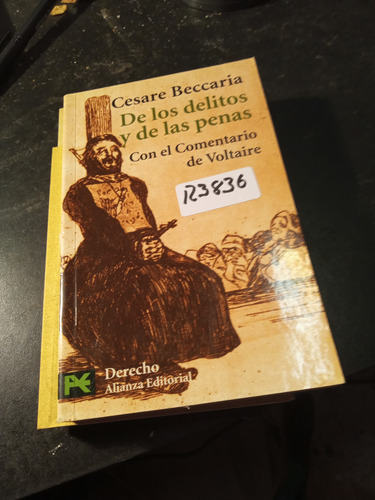 Cesare Beccaria
De los delitos
y de las penas
Con el Comentario
de Voltaire
R3836
Derecho
Alianza Editorial